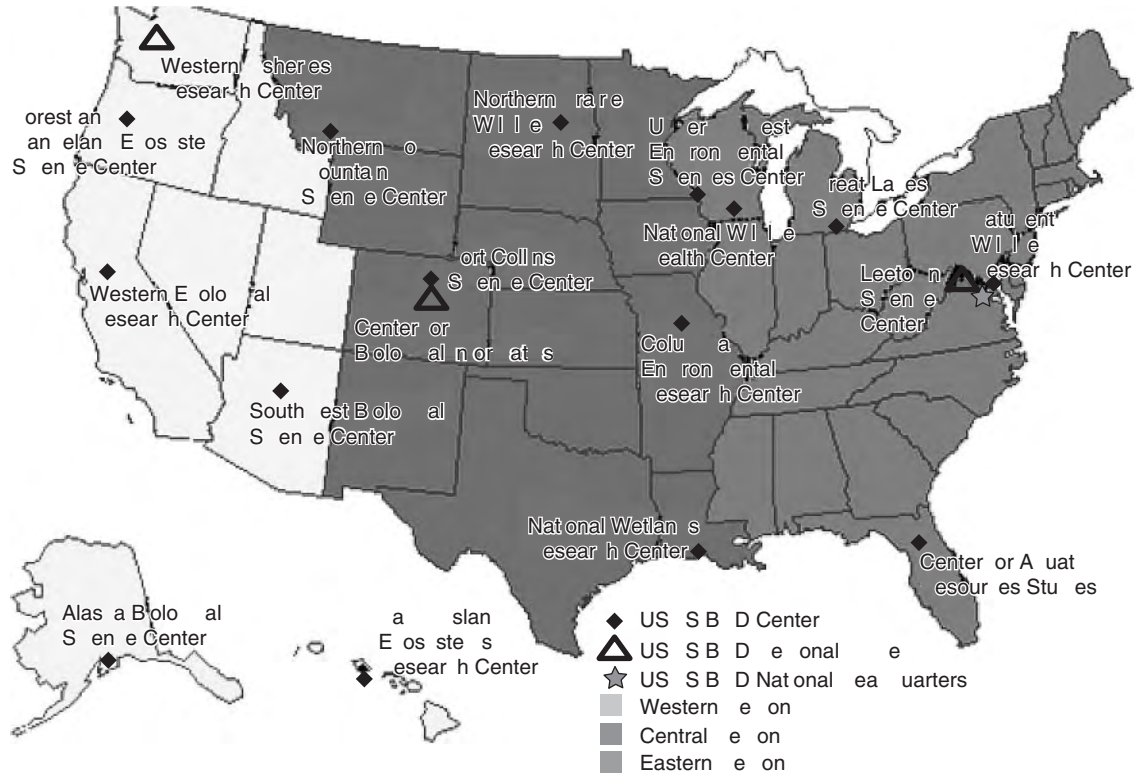 Western sheres
esear h Center
orest an
an elan E os ste
S en e Center
Northern o
ounta n
S en e Center
Northern ra r e
W l l e
esear h Center
U er est
En ron ental
S en es Center
reat La es
S en e Center
Nat onal W l l e
ealth Center
atu ent
W l l e
esear h Center
Leeto n
S en e
Center
Western E olo al
esear h Center
ort Coll ns
S en e Center
Center or
B olo al n or at s
Colu a
En ron ental
esear h Center
South est B olo al
S en e Center
Nat onal Wetlan s
esear h Center
Center or A uat
esour es Stu es
Alas a B olo al
S en e Center
a slan
E os ste s
esear h Center
US S B D Center
US S B D e onal e
US S B D Nat onal ea uarters
Western e on
Central e on
Eastern e on